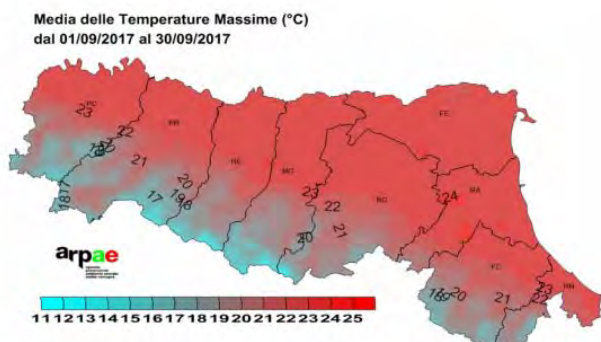 Media delle Temperature Massime (°C)
dal 01/09/2017 al 30/09/2017
PC
23
22
PR
FE
21
RE
MO
20
17
23
22
BO
RA
24
20
21
FC
23
22
RN
20
21
arpae
11 12 13 14 15 16 17 18 19 20 21 22 23 24 25